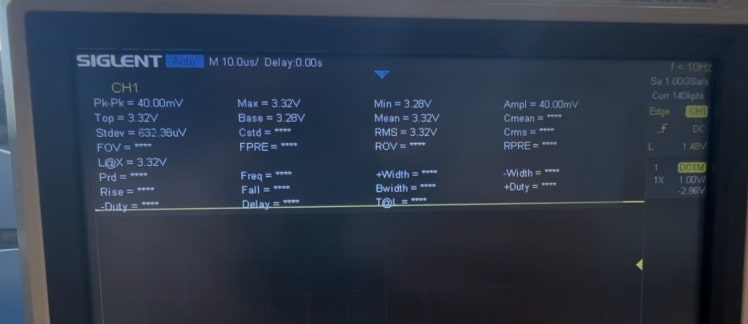 SIGLENT Auto M 10.0us/ Delay:0.00s
f < 10Hz
Sa 1.00GSa/s
Curr 140kpts
Edge CH1
DC
L 1.48V
1 DC1M
1X 1.00V
-2.96V
CH1
Pk-Pk = 40.00mV Max = 3.32V Min = 3.28V Ampl = 40.00mV
Top = 3.32V Base = 3.28V Mean = 3.32V Cmean = ****
Stdev = 632.36uV Cstd = **** RMS = 3.32V Crms = ****
FOV = **** FPRE = **** ROV = **** RPRE = ****
L@X = 3.32V
Prd = **** Freq = **** +Width = **** -Width = ****
Rise = **** Fall = **** Bwidth = **** +Duty = ****
-Duty = **** Delay = **** T@L = ****